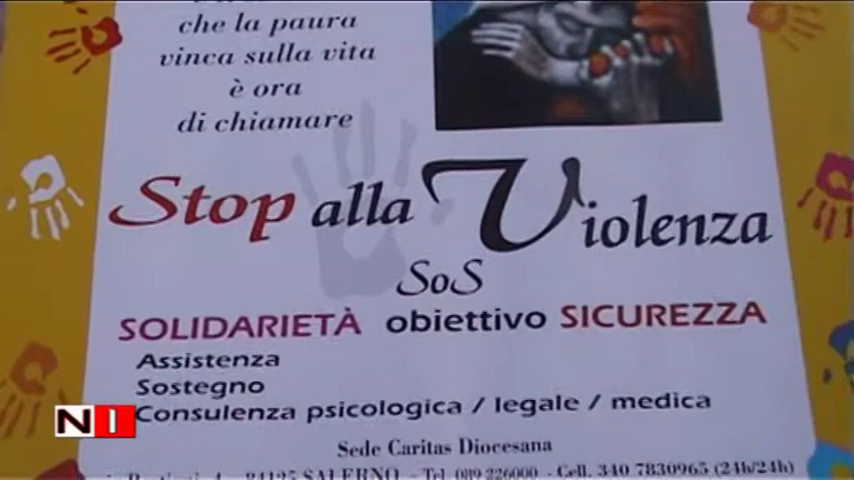 che la paura
vinca sulla vita
è ora
di chiamare
Stop alla Violenza
SoS
SOLIDARIETÀ obiettivo SICUREZZA
Assistenza
Sostegno
Consulenza psicologica / legale / medica
N1
Sede Caritas Diocesana
84125 SALERNO - Tel. 089 226000 - Cell. 340 7830965 (24h/24h)